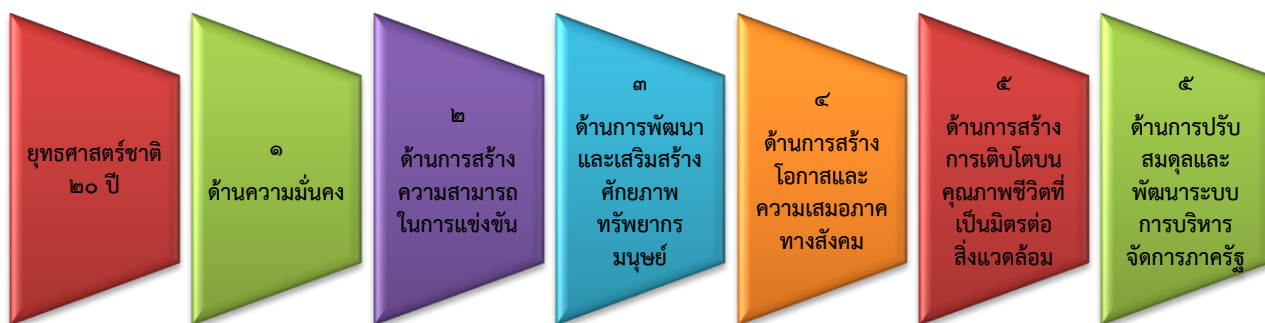 ยุทธศาสตร์ชาติ
๒๐ ปี
๑
ด้านความมั่นคง
๒
ด้านการสร้าง
ความสามารถ
ในการแข่งขัน
๓
ด้านการพัฒนา
และเสริมสร้าง
ศักยภาพ
ทรัพยากร
มนุษย์
๔
ด้านการสร้าง
โอกาสและ
ความเสมอภาค
ทางสังคม
๕
ด้านการสร้าง
การเติบโตบน
คุณภาพชีวิตที่
เป็นมิตรต่อ
สิ่งแวดล้อม
๕
ด้านการปรับ
สมดุลและ
พัฒนาระบบ
การบริหาร
จัดการภาครัฐ